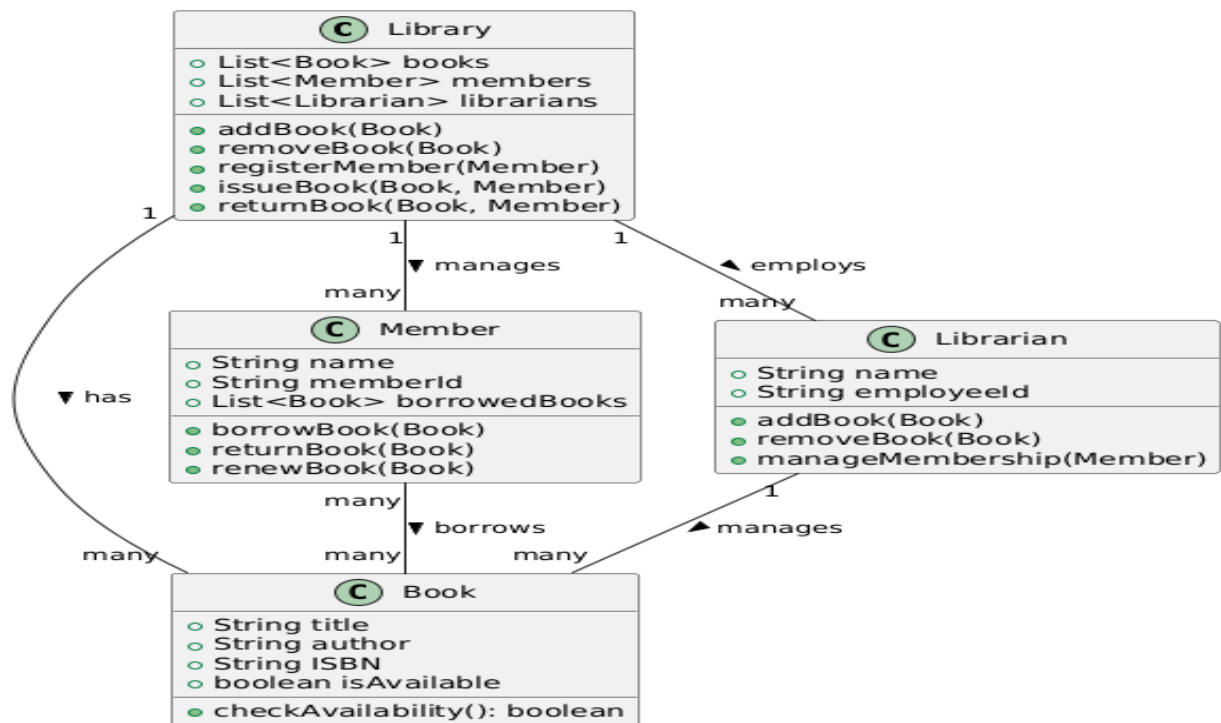 C Library
List<Book> books
List<Member> members
List<Librarian> librarians
addBook(Book)
removeBook(Book)
registerMember(Member)
issueBook(Book, Member)
returnBook(Book, Member)
1
1
1
manages
employs
many
many
C Member
String name
String memberId
List<Book> borrowedBooks
borrowBook(Book)
returnBook(Book)
renewBook(Book)
C Librarian
String name
String employeeId
addBook(Book)
removeBook(Book)
manageMembership(Member)
has
many
1
borrows
manages
many
many
many
C Book
String title
String author
String ISBN
boolean isAvailable
checkAvailability(): boolean